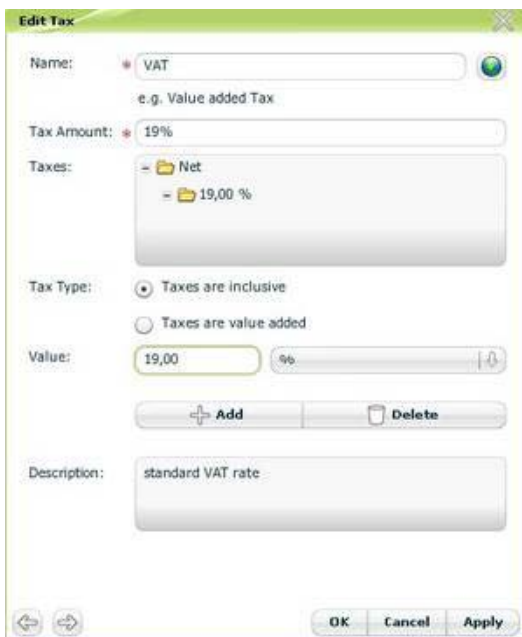 Edit Tax
Name: * VAT
e.g. Value added Tax
Tax Amount: * 19%
Taxes: - Net
- 19,00 %
Tax Type: Taxes are inclusive
Taxes are value added
Value: 19,00 %
Add Delete
Description: standard VAT rate
OK Cancel Apply